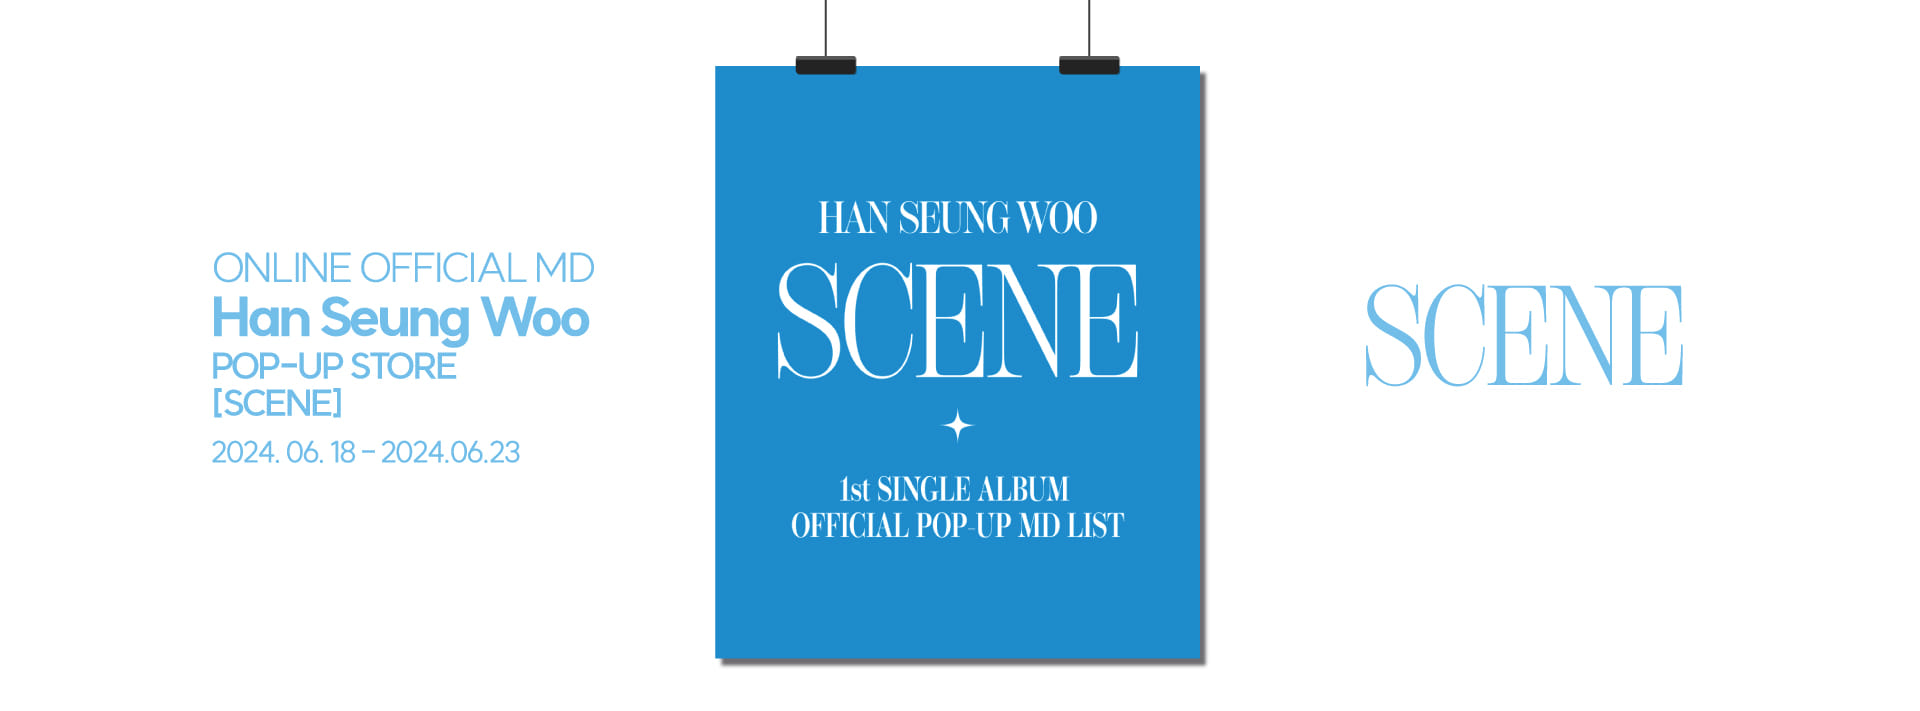 ONLINE OFFICIAL MD
Han Seung Woo
POP-UP STORE
[SCENE]
2024. 06. 18 - 2024.06.23
HAN SEUNG WOO
SCENE
1st SINGLE ALBUM
OFFICIAL POP-UP MD LIST
SCENE